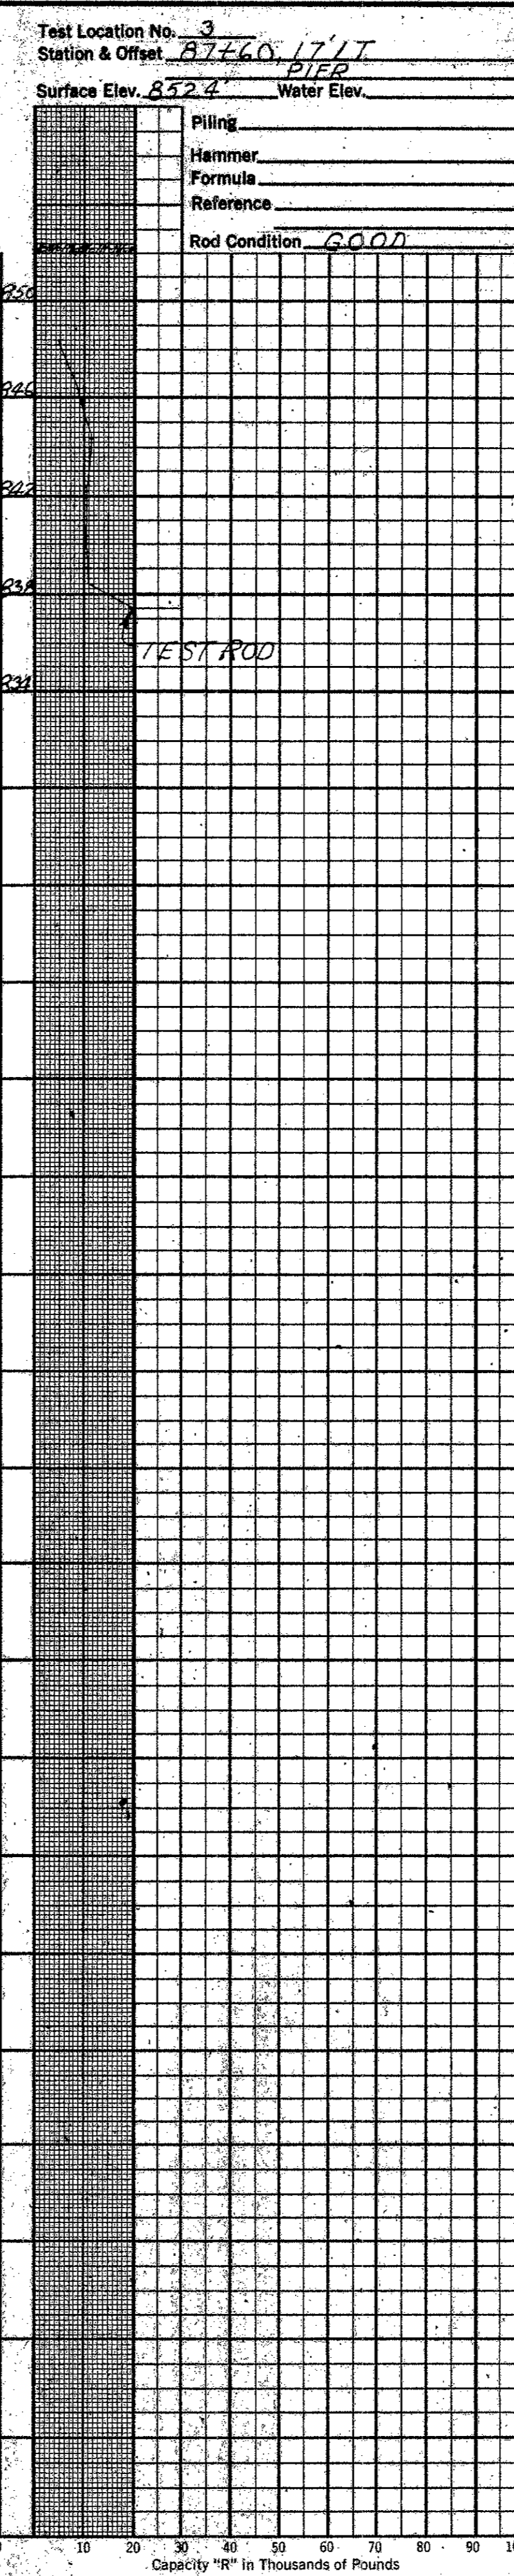 Test Location No. 3
Station & Offset 87+60, 17' LT
PIER
Surface Elev. 852.4' Water Elev.
Piling
Hammer
Formula
Reference
Rod Condition GOOD
850
846
842
838
TEST ROD
834
10 20 30 40 50 60 70 80 90
Capacity "R" in Thousands of Pounds